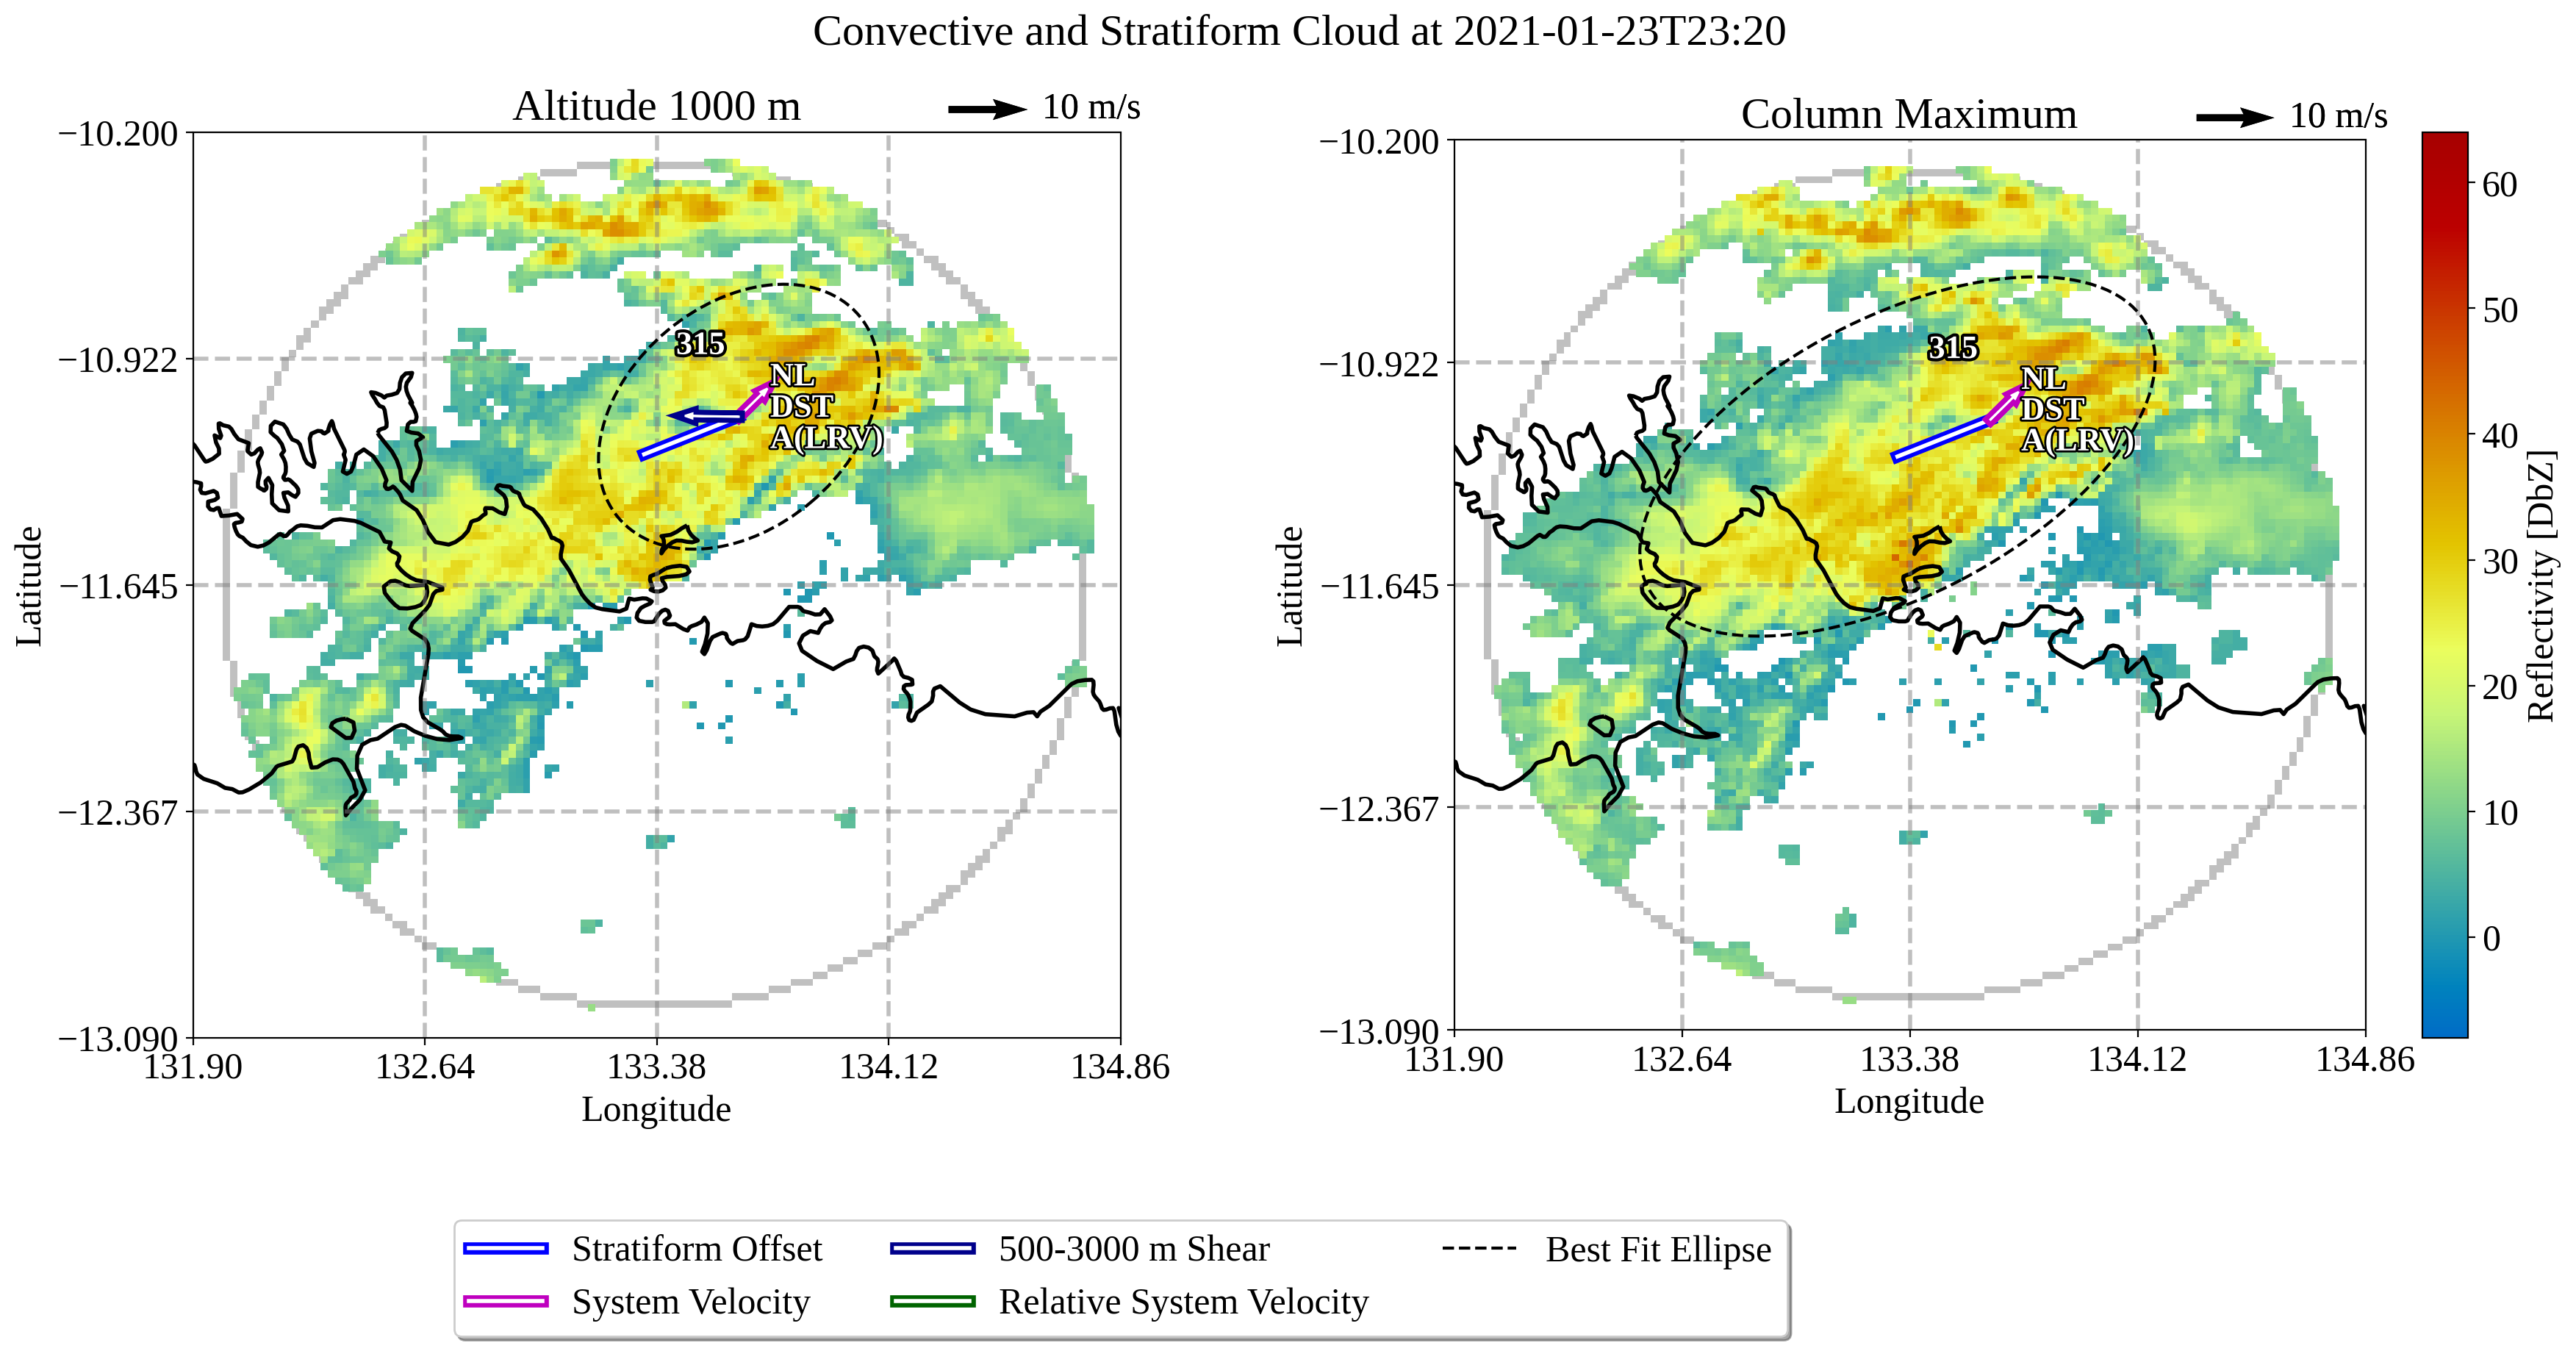 Convective and Stratiform Cloud at 2021-01-23T23:20
Altitude 1000 m
10 m/s
−10.200
−10.922
−11.645
−12.367
−13.090
Latitude
131.90
132.64
133.38
134.12
134.86
Longitude
315
NL
DST
A(LRV)
Column Maximum
10 m/s
−10.200
−10.922
−11.645
−12.367
−13.090
Latitude
131.90
132.64
133.38
134.12
134.86
Longitude
315
NL
DST
A(LRV)
60
50
40
30
20
10
0
Reflectivity [DbZ]
Stratiform Offset
System Velocity
500-3000 m Shear
Relative System Velocity
Best Fit Ellipse